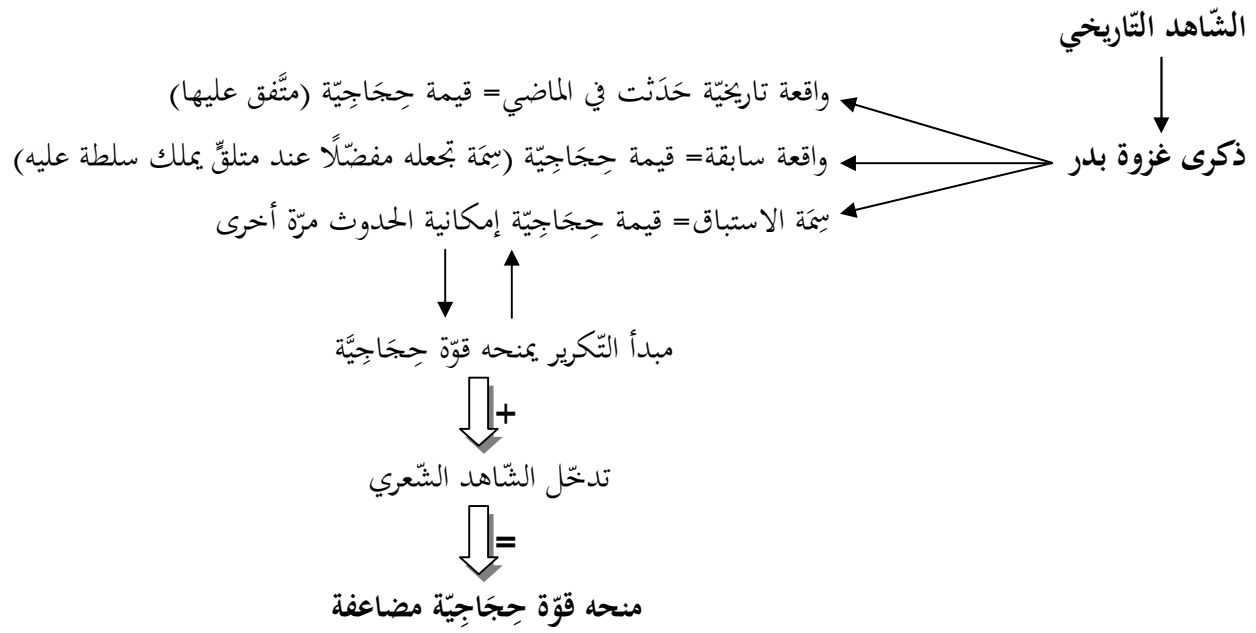 الشّاهد التّاريخي
واقعة تاريخيّة حَدَثت في الماضي= قيمة حِجَاجِيّة (متَّفق عليها)
ذكرى غزوة بدر
واقعة سابقة= قيمة حِجَاجِيّة (سِمَة تجعله مفضّلًا عند متلقٍّ يملك سلطة عليه)
سِمَة الاستباق= قيمة حِجَاجِيّة إمكانية الحدوث مرّة أخرى
مبدأ التّكرير يمنحه قوّة حِجَاجِيَّة
+
تدخّل الشّاهد الشّعري
=
منحه قوّة حِجَاجِيّة مضاعفة